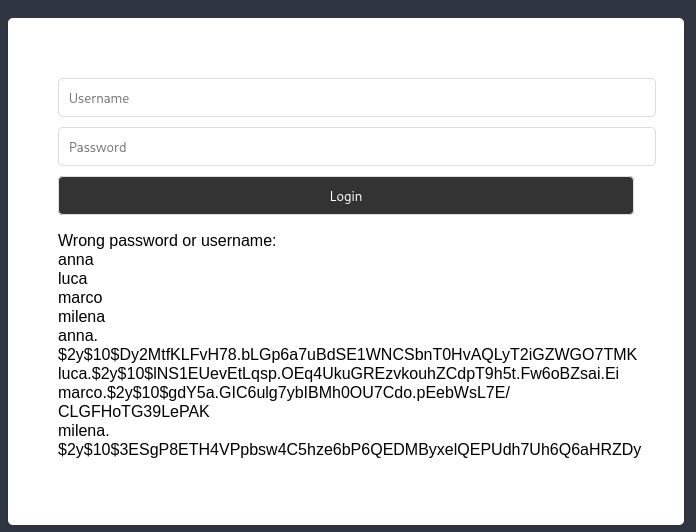 Username
Password
Login
Wrong password or username:
anna
luca
marco
milena
anna.
$2y$10$Dy2MtfKLFvH78.bLGp6a7uBdSE1WNCSbnT0HvAQLyT2iGZWGO7TMK
luca.$2y$10$lNS1EUevEtLqsp.OEq4UkuGREzvkouhZCdpT9h5t.Fw6oBZsai.Ei
marco.$2y$10$gdY5a.GIC6ulg7ybIBMh0OU7Cdo.pEebWsL7E/
CLGFHoTG39LePAK
milena.
$2y$10$3ESgP8ETH4VPpbsw4C5hze6bP6QEDMByxelQEPUdh7Uh6Q6aHRZDy